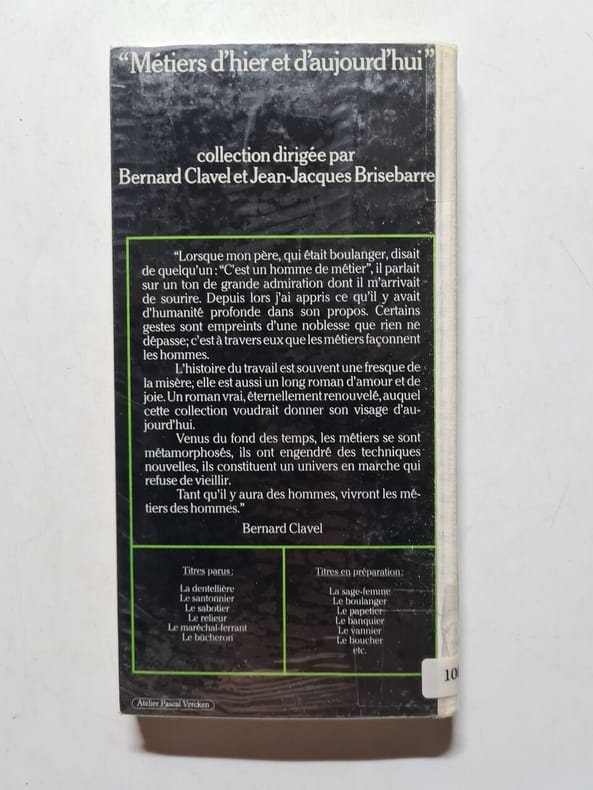 “Métiers d'hier et d'aujourd'hui”
collection dirigée par
Bernard Clavel et Jean-Jacques Brisebarre
“Lorsque mon père, qui était boulanger, disait
de quelqu'un : “C'est un homme de métier”, il parlait
sur un ton de grande admiration dont il m'arrivait
de sourire. Depuis lors j'ai appris ce qu'il y avait
d'humanité profonde dans son propos. Certains
gestes sont empreints d'une noblesse que rien ne
dépasse; c'est à travers eux que les métiers façonnent
les hommes.
L'histoire du travail est souvent une fresque de
la misère; elle est aussi un long roman d'amour et de
joie. Un roman vrai, éternellement renouvelé, auquel
cette collection voudrait donner son visage d'au-
jourd'hui.
Venus du fond des temps, les métiers se sont
métamorphosés, ils ont engendré des techniques
nouvelles, ils constituent un univers en marche qui
refuse de vieillir.
Tant qu'il y aura des hommes, vivront les mé-
tiers des hommes.”
Bernard Clavel
Titres parus :
La dentellière
Le santonnier
Le sabotier
Le relieur
Le maréchal-ferrant
Le bûcheron
Titres en préparation :
La sage-femme
Le boulanger
Le papetier
Le banquier
Le vannier
Le boucher
etc.
Atelier Pascal Vercken